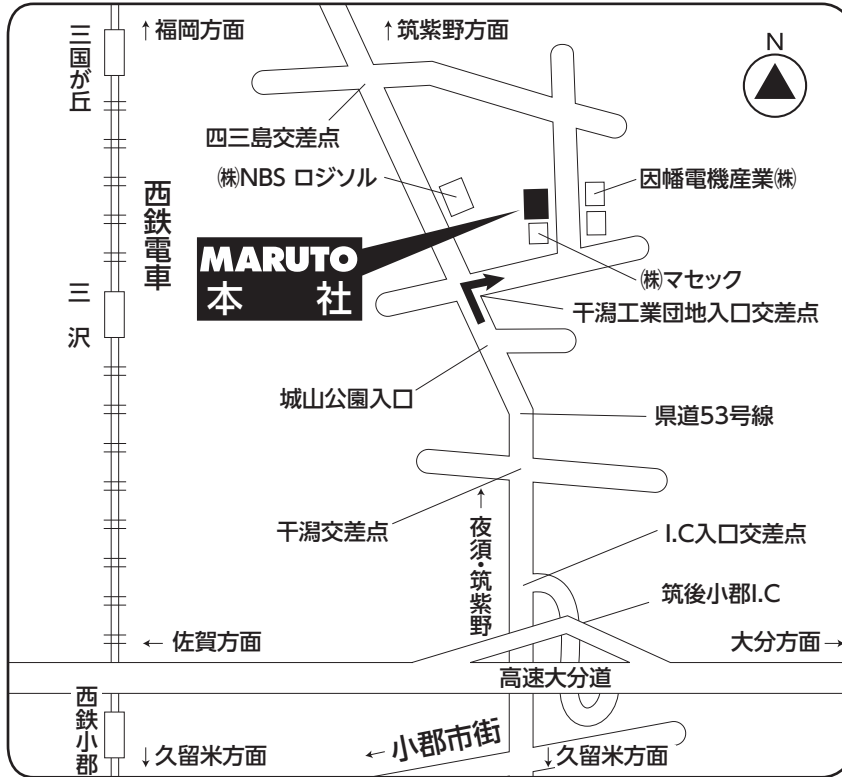 三国が丘
↑福岡方面
↑筑紫野方面
N
四三島交差点
㈱NBS ロジソル
因幡電機産業㈱
西鉄電車
MARUTO
本 社
㈱マセック
三 沢
干潟工業団地入口交差点
城山公園入口
県道53号線
干潟交差点
↑夜須・筑紫野
I.C入口交差点
筑後小郡I.C
← 佐賀方面
大分方面→
高速大分道
西鉄小郡
↓久留米方面
← 小郡市街
↓久留米方面